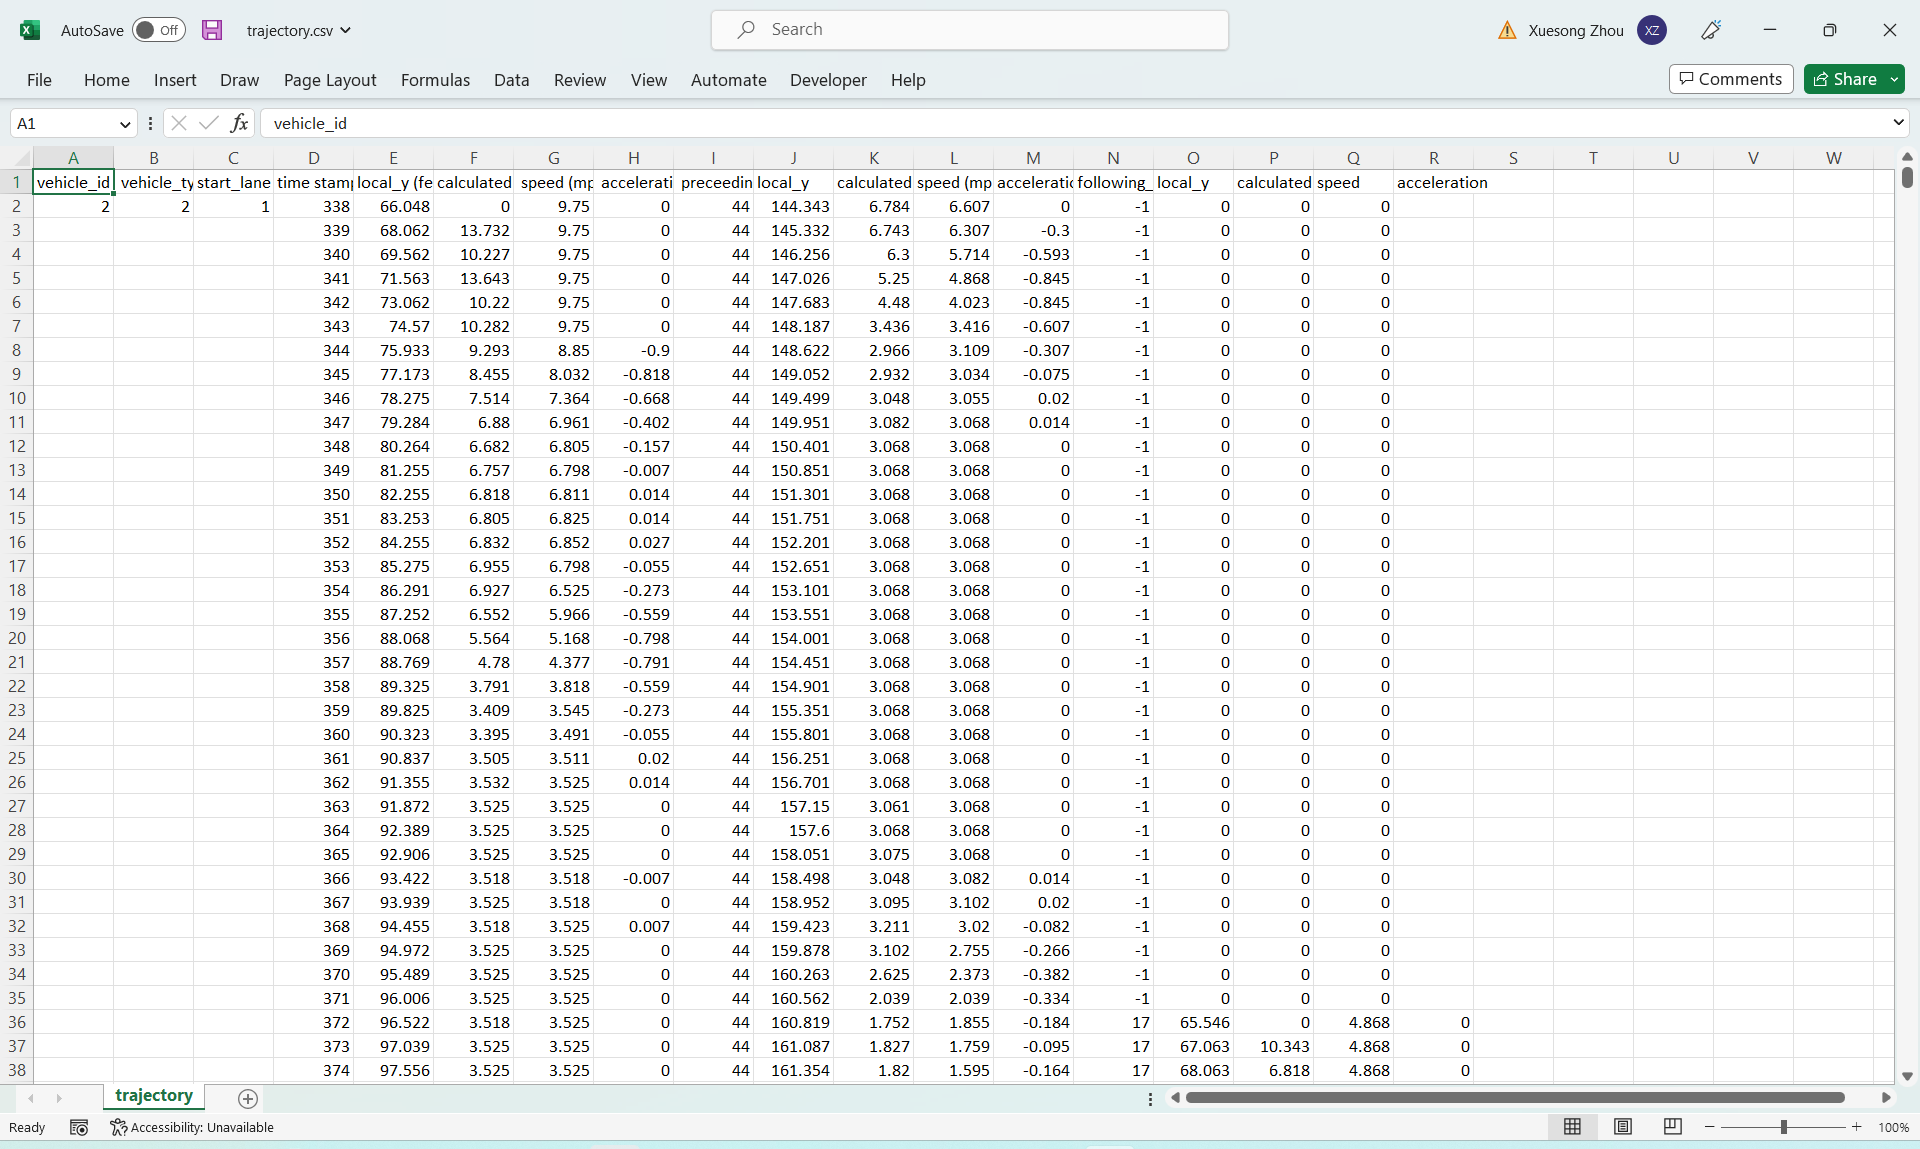 AutoSave Off trajectory.csv Search Xuesong Zhou XZ
File Home Insert Draw Page Layout Formulas Data Review View Automate Developer Help Comments Share
A1 fx vehicle_id
A B C D E F G H I J K L M N O P Q R S T U V W
1 vehicle_id vehicle_ty start_lane time stam local_y (fe calculated speed (mp accelerati preceedin local_y calculated speed (mp acceleratio following_ local_y calculated speed acceleration
2 2 2 1 338 66.048 0 9.75 0 44 144.343 6.784 6.607 0 -1 0 0 0
3 339 68.062 13.732 9.75 0 44 145.332 6.743 6.307 -0.3 -1 0 0 0
4 340 69.562 10.227 9.75 0 44 146.256 6.3 5.714 -0.593 -1 0 0 0
5 341 71.563 13.643 9.75 0 44 147.026 5.25 4.868 -0.845 -1 0 0 0
6 342 73.062 10.22 9.75 0 44 147.683 4.48 4.023 -0.845 -1 0 0 0
7 343 74.57 10.282 9.75 0 44 148.187 3.436 3.416 -0.607 -1 0 0 0
8 344 75.933 9.293 8.85 -0.9 44 148.622 2.966 3.109 -0.307 -1 0 0 0
9 345 77.173 8.455 8.032 -0.818 44 149.052 2.932 3.034 -0.075 -1 0 0 0
10 346 78.275 7.514 7.364 -0.668 44 149.499 3.048 3.055 0.02 -1 0 0 0
11 347 79.284 6.88 6.961 -0.402 44 149.951 3.082 3.068 0.014 -1 0 0 0
12 348 80.264 6.682 6.805 -0.157 44 150.401 3.068 3.068 0 -1 0 0 0
13 349 81.255 6.757 6.798 -0.007 44 150.851 3.068 3.068 0 -1 0 0 0
14 350 82.255 6.818 6.811 0.014 44 151.301 3.068 3.068 0 -1 0 0 0
15 351 83.253 6.805 6.825 0.014 44 151.751 3.068 3.068 0 -1 0 0 0
16 352 84.255 6.832 6.852 0.027 44 152.201 3.068 3.068 0 -1 0 0 0
17 353 85.275 6.955 6.798 -0.055 44 152.651 3.068 3.068 0 -1 0 0 0
18 354 86.291 6.927 6.525 -0.273 44 153.101 3.068 3.068 0 -1 0 0 0
19 355 87.252 6.552 5.966 -0.559 44 153.551 3.068 3.068 0 -1 0 0 0
20 356 88.068 5.564 5.168 -0.798 44 154.001 3.068 3.068 0 -1 0 0 0
21 357 88.769 4.78 4.377 -0.791 44 154.451 3.068 3.068 0 -1 0 0 0
22 358 89.325 3.791 3.818 -0.559 44 154.901 3.068 3.068 0 -1 0 0 0
23 359 89.825 3.409 3.545 -0.273 44 155.351 3.068 3.068 0 -1 0 0 0
24 360 90.323 3.395 3.491 -0.055 44 155.801 3.068 3.068 0 -1 0 0 0
25 361 90.837 3.505 3.511 0.02 44 156.251 3.068 3.068 0 -1 0 0 0
26 362 91.355 3.532 3.525 0.014 44 156.701 3.068 3.068 0 -1 0 0 0
27 363 91.872 3.525 3.525 0 44 157.15 3.061 3.068 0 -1 0 0 0
28 364 92.389 3.525 3.525 0 44 157.6 3.068 3.068 0 -1 0 0 0
29 365 92.906 3.525 3.525 0 44 158.051 3.075 3.068 0 -1 0 0 0
30 366 93.422 3.518 3.518 -0.007 44 158.498 3.048 3.082 0.014 -1 0 0 0
31 367 93.939 3.525 3.518 0 44 158.952 3.095 3.102 0.02 -1 0 0 0
32 368 94.455 3.518 3.525 0.007 44 159.423 3.211 3.02 -0.082 -1 0 0 0
33 369 94.972 3.525 3.525 0 44 159.878 3.102 2.755 -0.266 -1 0 0 0
34 370 95.489 3.525 3.525 0 44 160.263 2.625 2.373 -0.382 -1 0 0 0
35 371 96.006 3.525 3.525 0 44 160.562 2.039 2.039 -0.334 -1 0 0 0
36 372 96.522 3.518 3.525 0 44 160.819 1.752 1.855 -0.184 17 65.546 0 4.868 0
37 373 97.039 3.525 3.525 0 44 161.087 1.827 1.759 -0.095 17 67.063 10.343 4.868 0
38 374 97.556 3.525 3.525 0 44 161.354 1.82 1.595 -0.164 17 68.063 6.818 4.868 0
trajectory
Ready Accessibility: Unavailable 100%